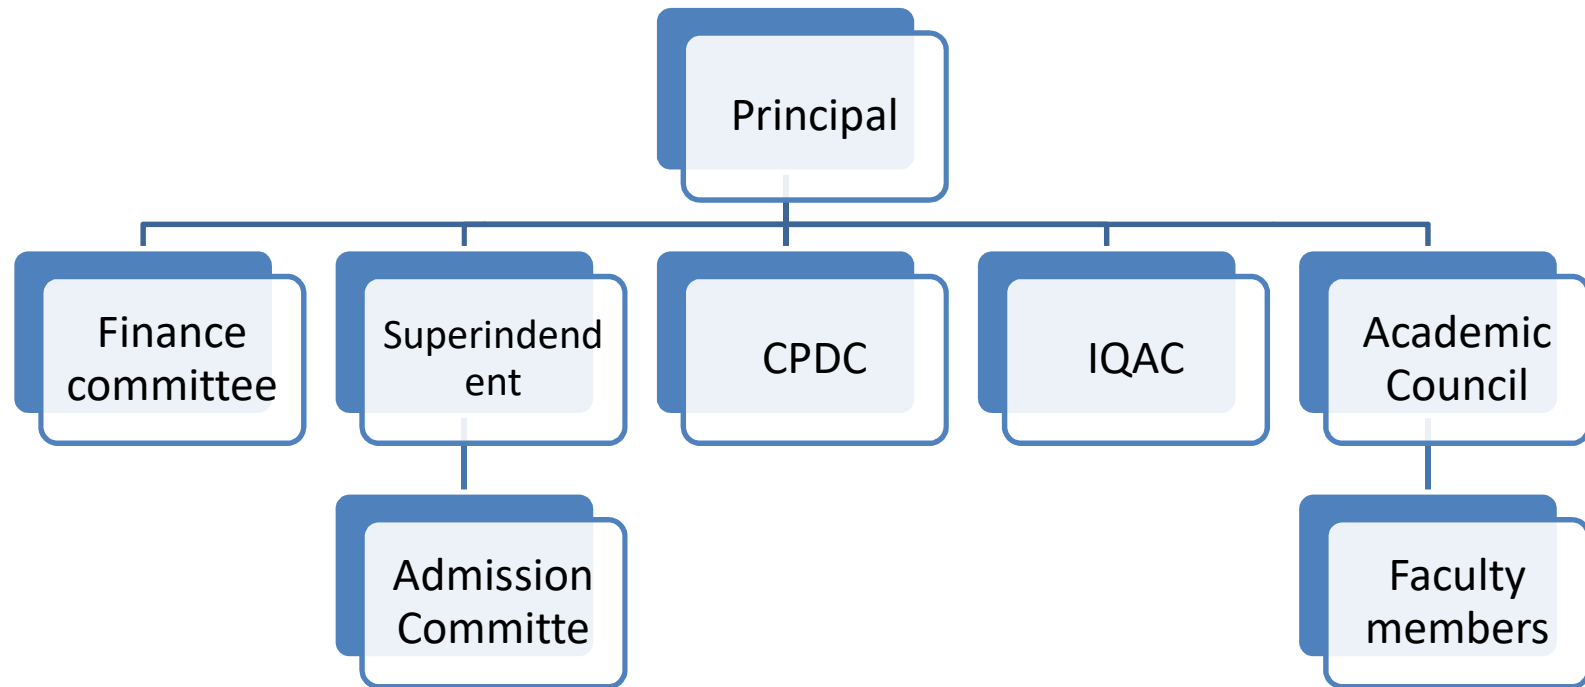 Principal
Finance
committee
Superindend
ent
CPDC
IQAC
Academic
Council
Admission
Committe
Faculty
members